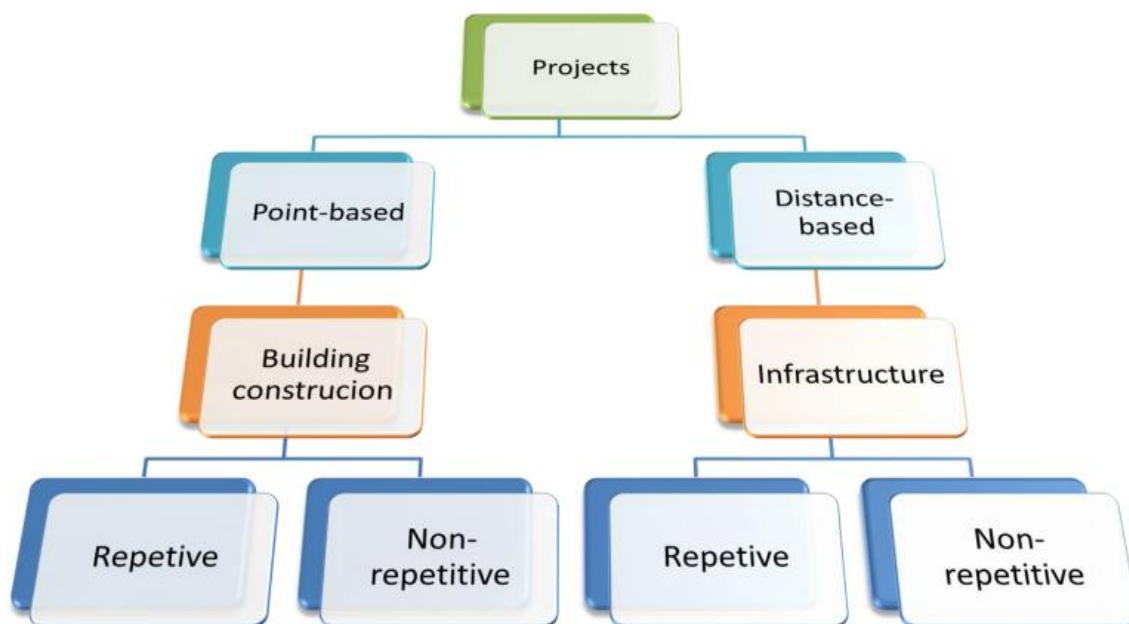 Projects
Point-based
Distance-
based
Building
construcion
Infrastructure
Repetive
Non-
repetitive
Repetive
Non-
repetitive